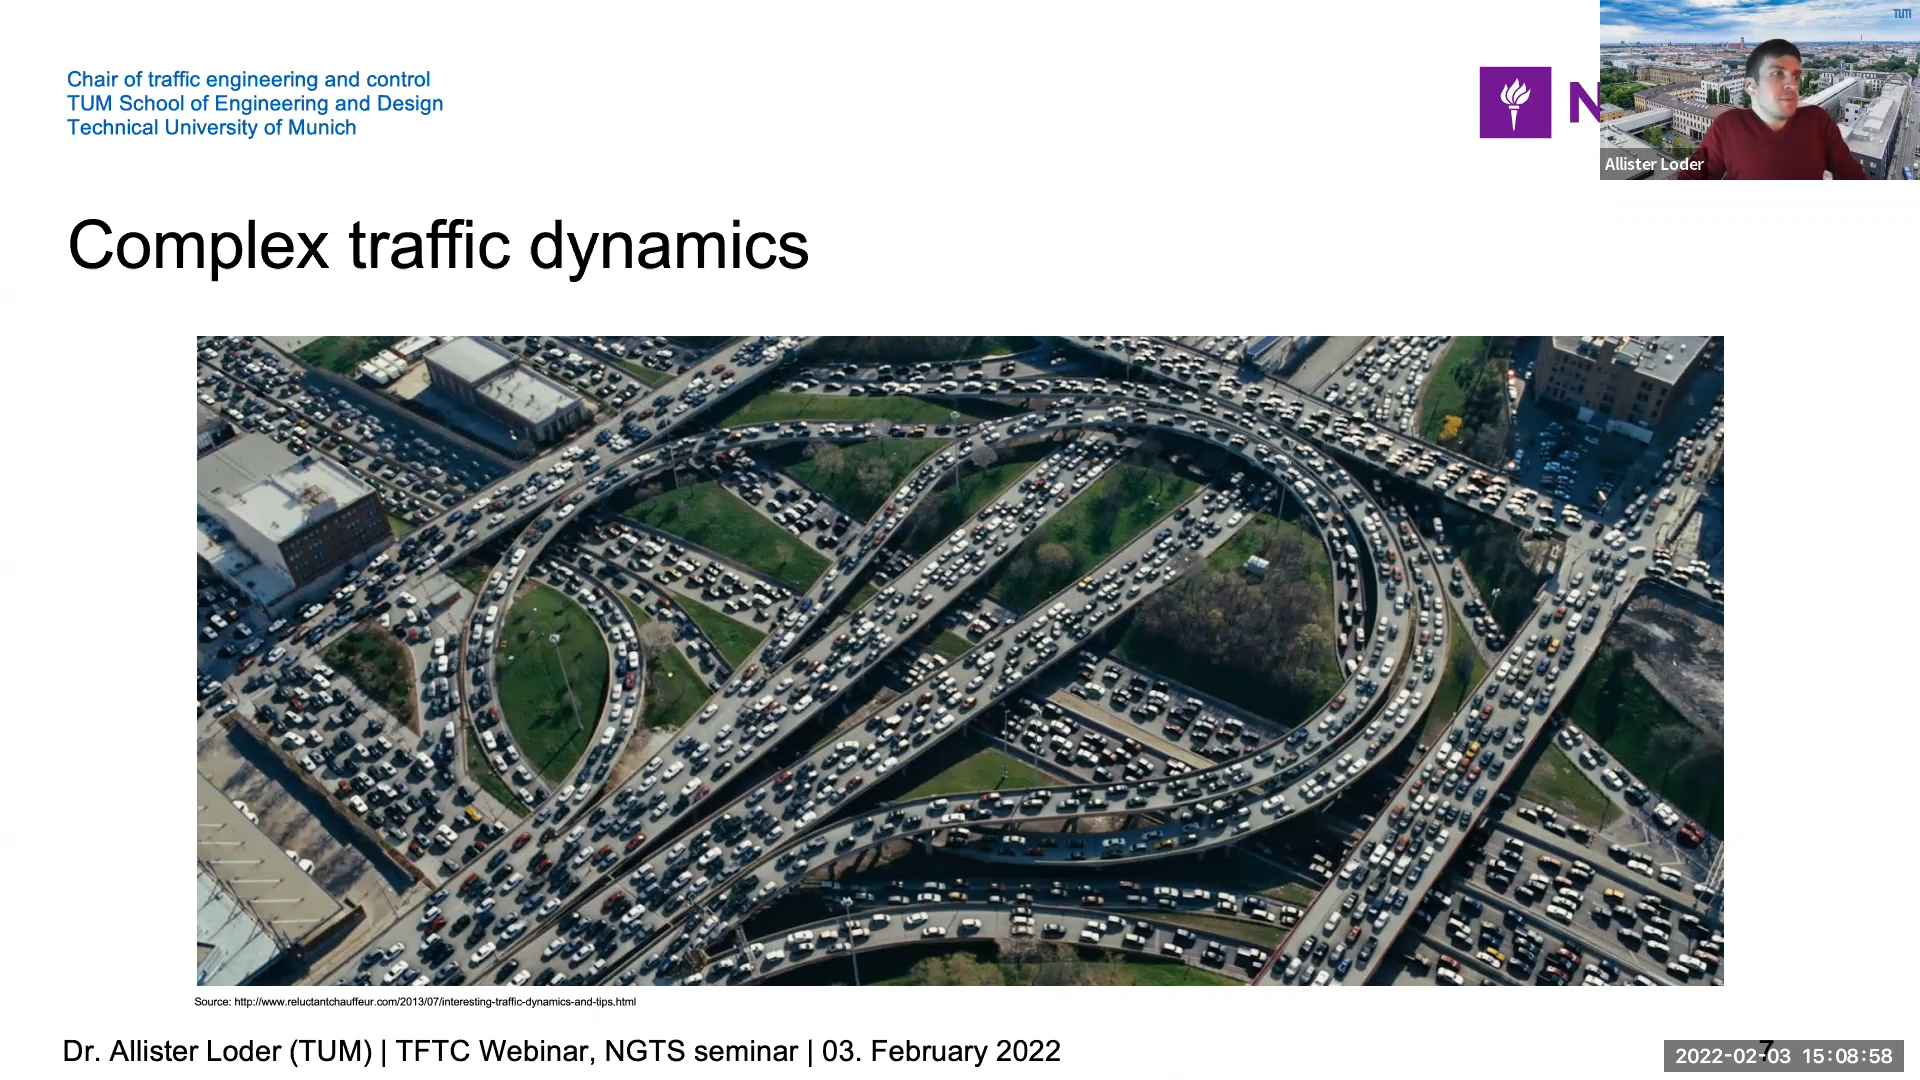 Chair of traffic engineering and control
TUM School of Engineering and Design
Technical University of Munich
N
TUM
Allister Loder
Complex traffic dynamics
Source: http://www.reluctantchauffeur.com/2013/07/interesting-traffic-dynamics-and-tips.html
Dr. Allister Loder (TUM) | TFTC Webinar, NGTS seminar | 03. February 2022
7
2022-02-03 15:08:58